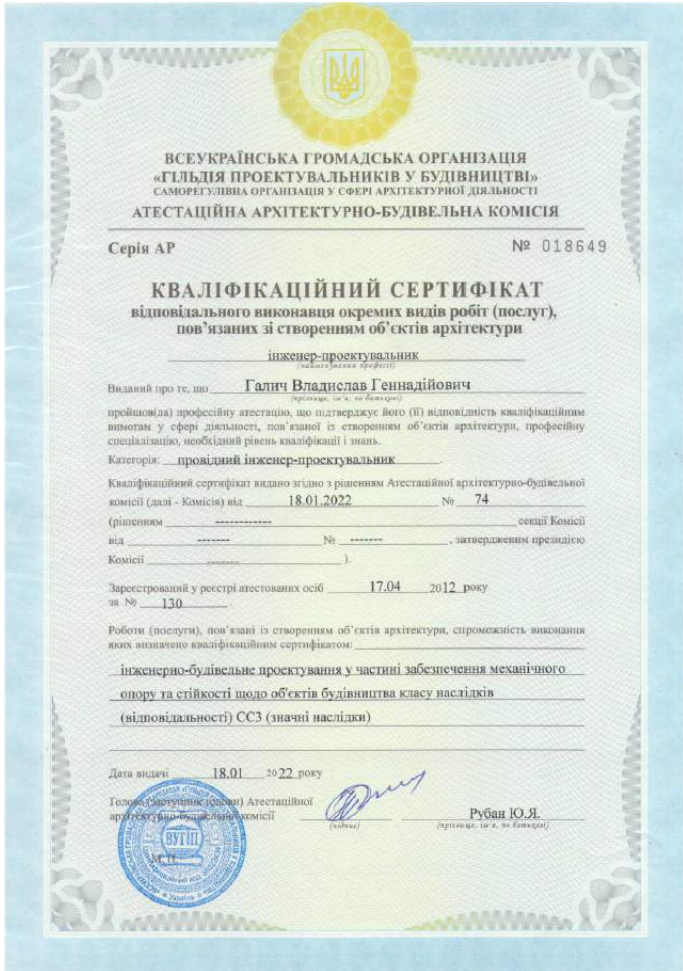 ВСЕУКРАЇНСЬКА ГРОМАДСЬКА ОРГАНІЗАЦІЯ
«ГІЛЬДІЯ ПРОЕКТУВАЛЬНИКІВ У БУДІВНИЦТВІ»
САМОРЕГУЛІВНА ОРГАНІЗАЦІЯ У СФЕРІ АРХІТЕКТУРНОЇ ДІЯЛЬНОСТІ
АТЕСТАЦІЙНА АРХІТЕКТУРНО-БУДІВЕЛЬНА КОМІСІЯ
Серія АР № 018649
КВАЛІФІКАЦІЙНИЙ СЕРТИФІКАТ
відповідального виконавця окремих видів робіт (послуг),
пов’язаних зі створенням об’єктів архітектури
інженер-проектувальник
(найменування професії)
Виданий про те, що Галич Владислав Геннадійович
(прізвище, ім’я, по батькові)
пройшов(ла) професійну атестацію, що підтверджує його (її) відповідність кваліфікаційним
вимогам у сфері діяльності, пов’язаної із створенням об’єктів архітектури, професійну
спеціалізацію, необхідний рівень кваліфікації і знань.
Категорія: провідний інженер-проектувальник .
Кваліфікаційний сертифікат видано згідно з рішенням Атестаційної архітектурно-будівельної
комісії (далі - Комісія) від 18.01.2022 № 74
(рішенням ------------ секції Комісії
від ------- № ------- , затвердженим президією
Комісії ------- ).
Зареєстрований у реєстрі атестованих осіб 17.04 2012 року
за № 130 .
Роботи (послуги), пов’язані із створенням об’єктів архітектури, спроможність виконання
яких визначено кваліфікаційним сертифікатом:
інженерно-будівельне проектування у частині забезпечення механічного
опору та стійкості щодо об'єктів будівництва класу наслідків
(відповідальності) СС3 (значні наслідки)
Дата видачі 18.01 2022 року
Голова (заступник голови) Атестаційної
архітектурно-будівельної комісії Рубан Ю.Я.
(підпис) (прізвище, ім’я, по батькові)
М.П.
ВУГІП